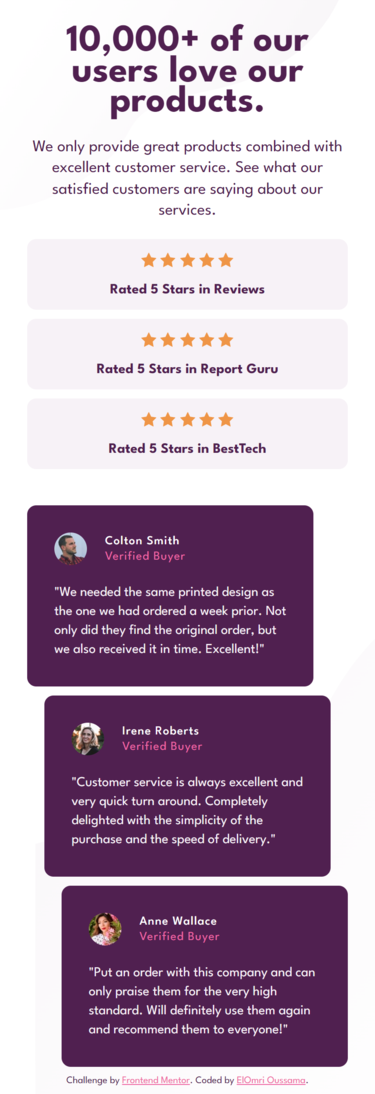 10,000+ of our
users love our
products.
We only provide great products combined with
excellent customer service. See what our
satisfied customers are saying about our
services.
Rated 5 Stars in Reviews
Rated 5 Stars in Report Guru
Rated 5 Stars in BestTech
Colton Smith
Verified Buyer
"We needed the same printed design as
the one we had ordered a week prior. Not
only did they find the original order, but
we also received it in time. Excellent!"
Irene Roberts
Verified Buyer
"Customer service is always excellent and
very quick turn around. Completely
delighted with the simplicity of the
purchase and the speed of delivery."
Anne Wallace
Verified Buyer
"Put an order with this company and can
only praise them for the very high
standard. Will definitely use them again
and recommend them to everyone!"
Challenge by Frontend Mentor. Coded by ElOmri Oussama.